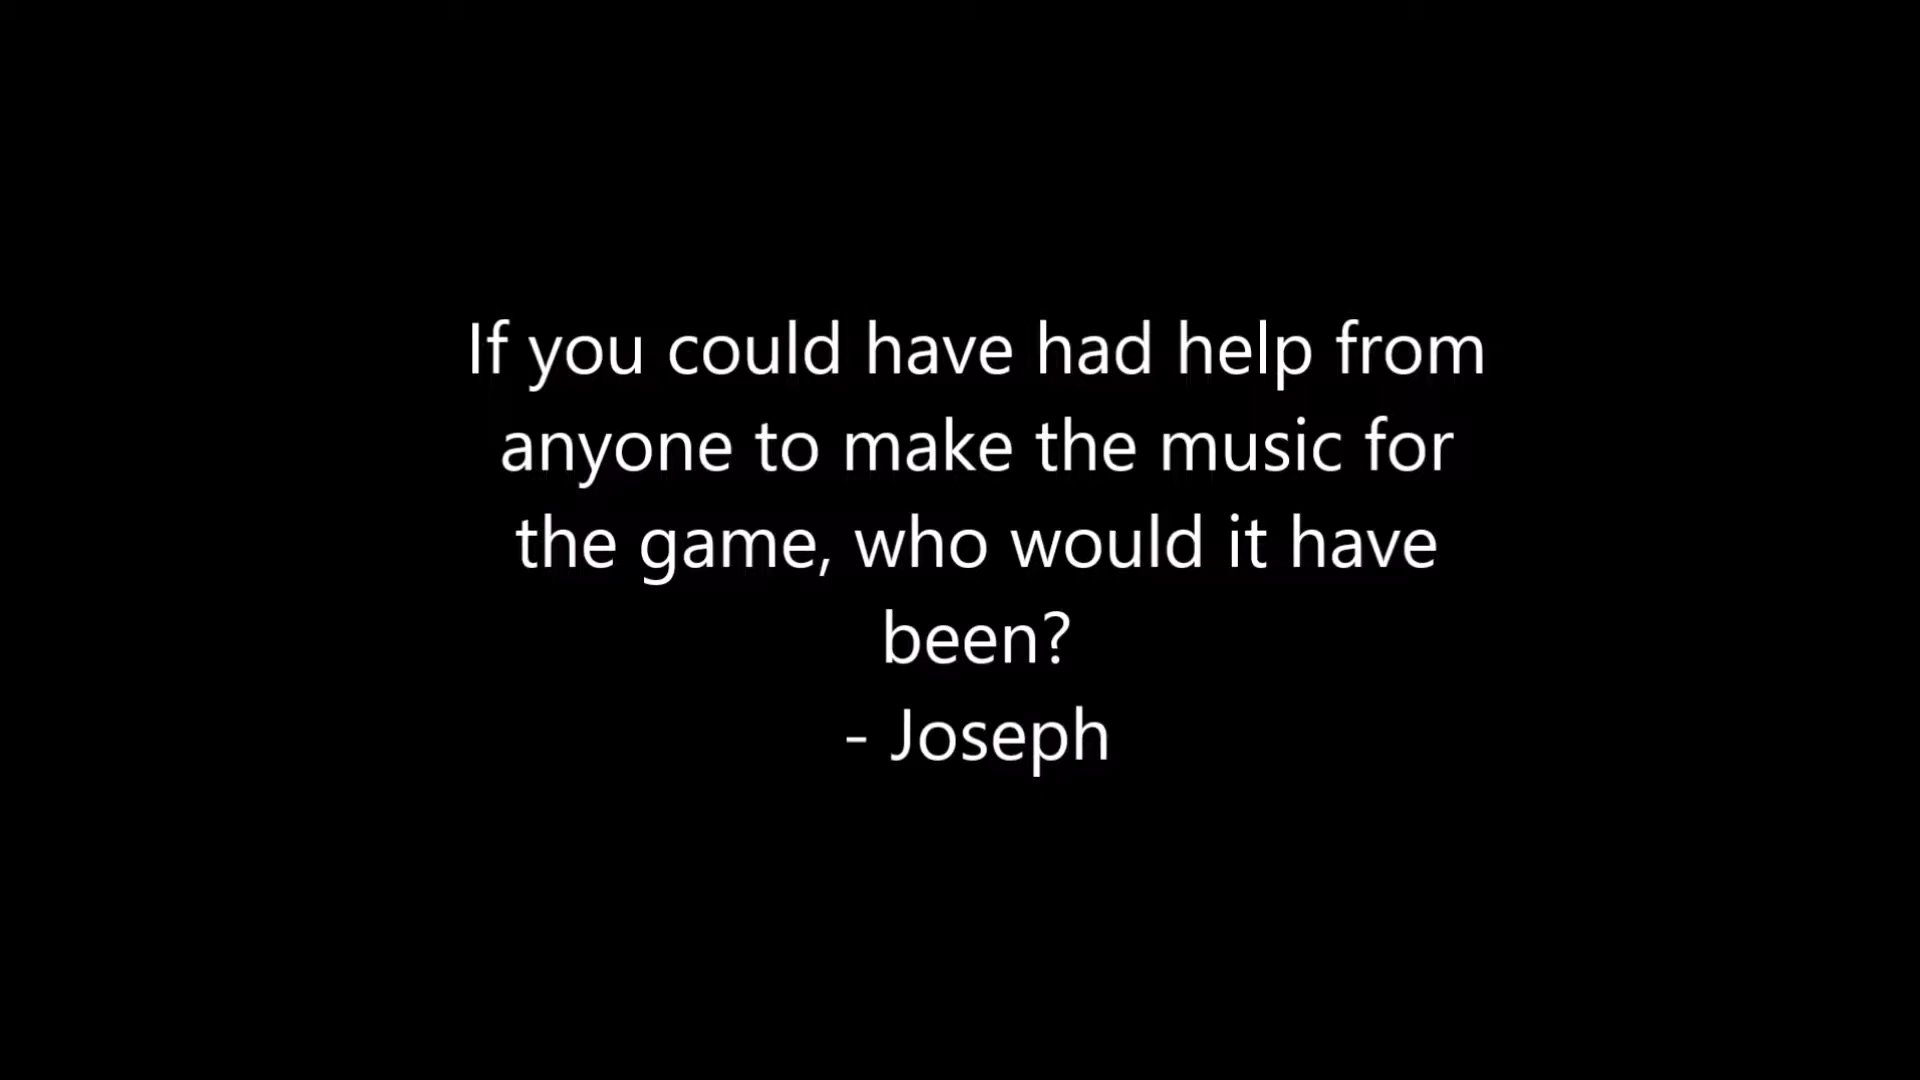 If you could have had help from
anyone to make the music for
the game, who would it have
been?
- Joseph